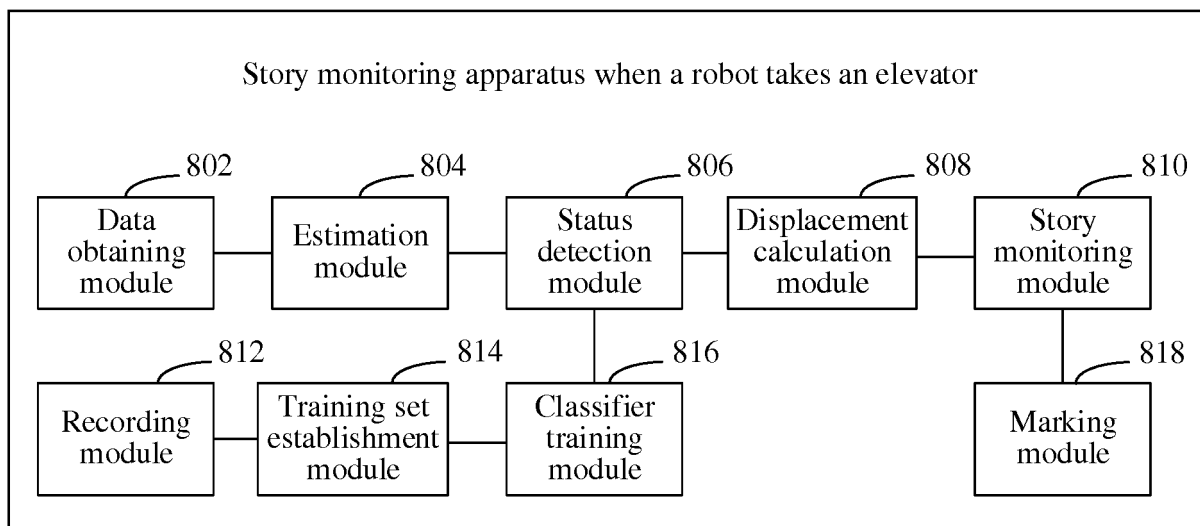 Story monitoring apparatus when a robot takes an elevator
802
Data
obtaining
module
804
Estimation
module
806
Status
detection
module
808
Displacement
calculation
module
810
Story
monitoring
module
812
Recording
module
814
Training set
establishment
module
816
Classifier
training
module
818
Marking
module